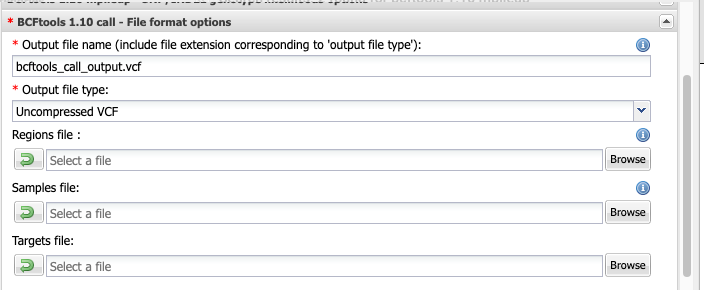 * BCFtools 1.10 call - File format options
* Output file name (include file extension corresponding to 'output file type'):
bcftools_call_output.vcf
* Output file type:
Uncompressed VCF
Regions file :
Select a file
Browse
Samples file:
Select a file
Browse
Targets file:
Select a file
Browse